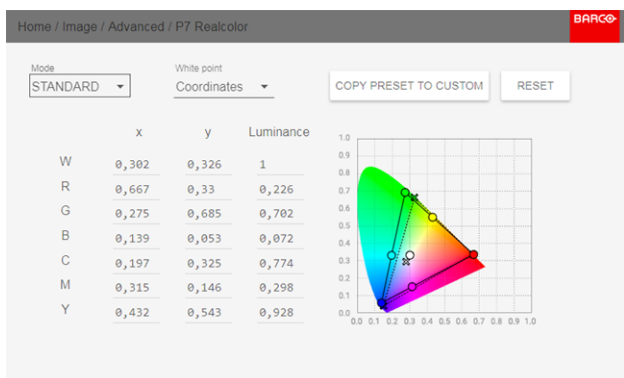 Home / Image / Advanced / P7 Realcolor
BARCO
Mode
STANDARD
White point
Coordinates
COPY PRESET TO CUSTOM
RESET
x y Luminance
W 0,302 0,326 1
R 0,667 0,33 0,226
G 0,275 0,685 0,702
B 0,139 0,053 0,072
C 0,197 0,325 0,774
M 0,315 0,146 0,298
Y 0,432 0,543 0,928
1.0
0.9
0.8
0.7
0.6
0.5
0.4
0.3
0.2
0.1
0.0
0.0 0.1 0.2 0.3 0.4 0.5 0.6 0.7 0.8 0.9 1.0